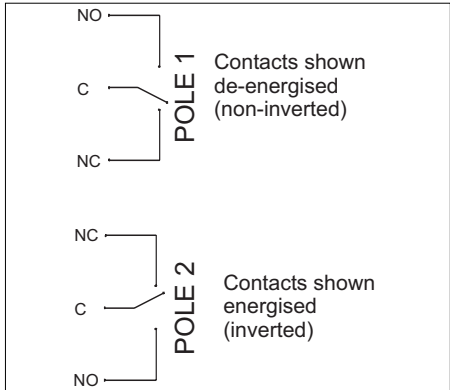 NO
C
NC
POLE 1
Contacts shown
de-energised
(non-inverted)
NC
C
NO
POLE 2
Contacts shown
energised
(inverted)